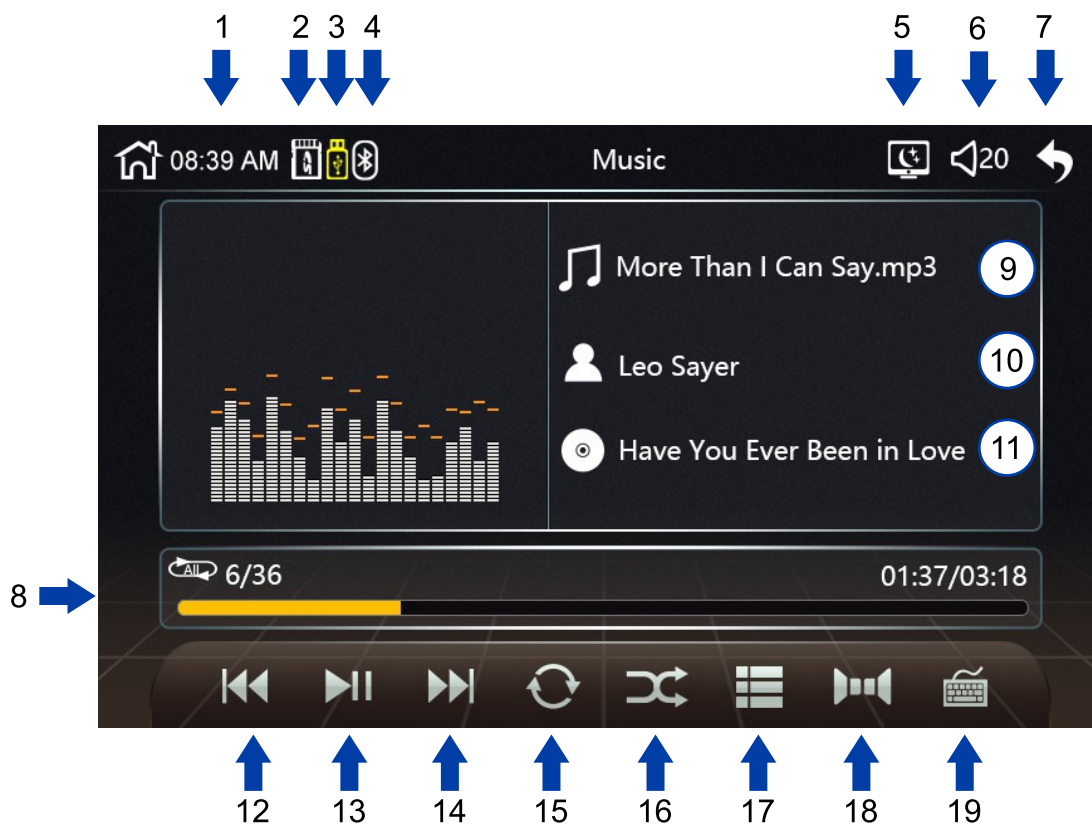 1 2 3 4 5 6 7
08:39 AM Music 20
More Than I Can Say.mp3 9
Leo Sayer 10
Have You Ever Been in Love 11
All 6/36 01:37/03:18
8
12 13 14 15 16 17 18 19